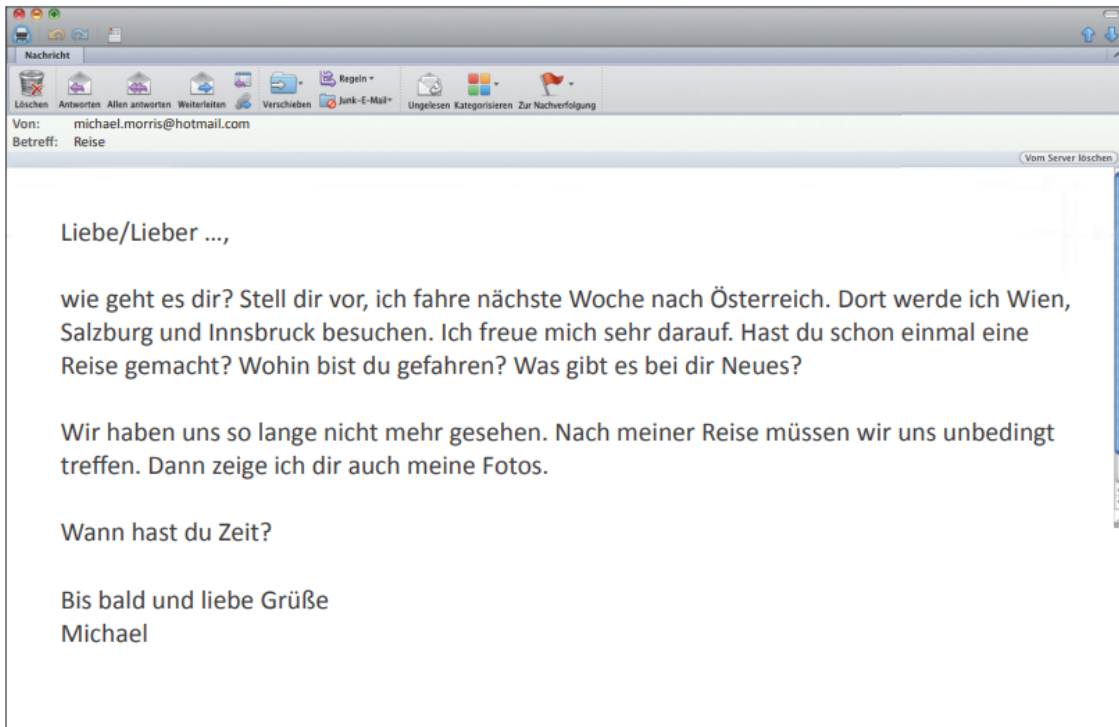 Nachricht
Regeln
Löschen Antworten Allen antworten Weiterleiten Verschieben Junk-E-Mail Ungelesen Kategorisieren Zur Nachverfolgung
Von: michael.morris@hotmail.com
Betreff: Reise
Vom Server löschen
Liebe/Lieber ...,
wie geht es dir? Stell dir vor, ich fahre nächste Woche nach Österreich. Dort werde ich Wien,
Salzburg und Innsbruck besuchen. Ich freue mich sehr darauf. Hast du schon einmal eine
Reise gemacht? Wohin bist du gefahren? Was gibt es bei dir Neues?
Wir haben uns so lange nicht mehr gesehen. Nach meiner Reise müssen wir uns unbedingt
treffen. Dann zeige ich dir auch meine Fotos.
Wann hast du Zeit?
Bis bald und liebe Grüße
Michael